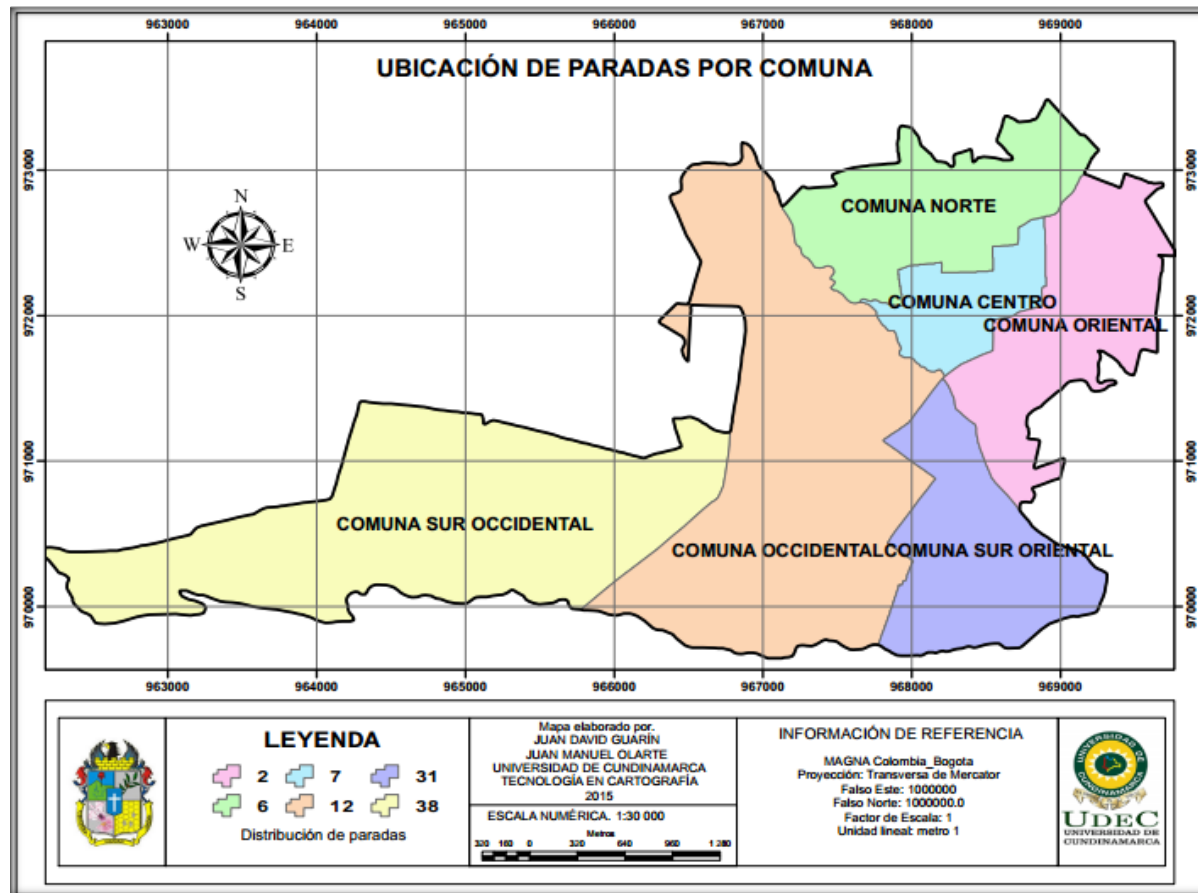 963000 964000 965000 966000 967000 968000 969000
UBICACIÓN DE PARADAS POR COMUNA
973000 973000
N
W E
S
COMUNA NORTE
COMUNA CENTRO
972000 972000
COMUNA ORIENTAL
971000 971000
COMUNA SUR OCCIDENTAL
COMUNA OCCIDENTAL COMUNA SUR ORIENTAL
970000 970000
963000 964000 965000 966000 967000 968000 969000
LEYENDA
2 7 31
6 12 38
Distribución de paradas
Mapa elaborado por.
JUAN DAVID GUARÍN
JUAN MANUEL OLARTE
UNIVERSIDAD DE CUNDINAMARCA
TECNOLOGÍA EN CARTOGRAFÍA
2015
ESCALA NUMÉRICA. 1:30 000
Metros
320 160 0 320 640 960 1 280
INFORMACIÓN DE REFERENCIA
MAGNA Colombia_Bogota
Proyección: Transversa de Mercator
Falso Este: 1000000
Falso Norte: 1000000.0
Factor de Escala: 1
Unidad lineal: metro 1
UNIVERSIDAD DE
CUNDINAMARCA
UDEC
UNIVERSIDAD DE
CUNDINAMARCA